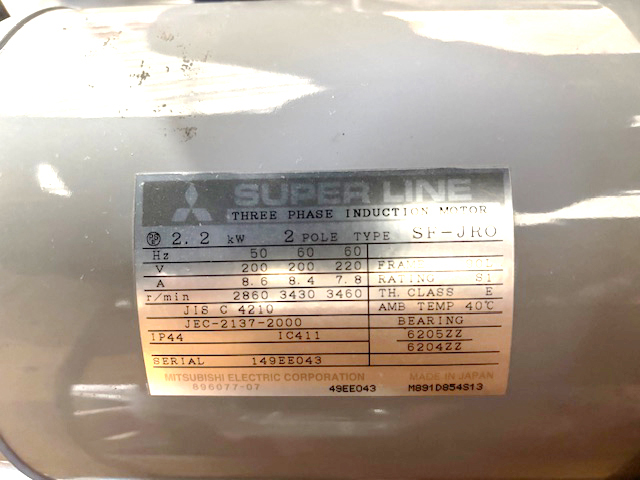 SUPER LINE
THREE PHASE INDUCTION MOTOR
2.2 kW 2 POLE TYPE SF-JRO
Hz 50 60 60
V 200 200 220
A 8.6 8.4 7.8 RATING S1
r/min 2860 3430 3460 TH. CLASS E
JIS C 4210 AMB TEMP 40℃
JEC-2137-2000 BEARING
IP44 IC411 6205ZZ
6204ZZ
SERIAL 149EE043
MITSUBISHI ELECTRIC CORPORATION MADE IN JAPAN
896077-07 49EE043 M891D854S13